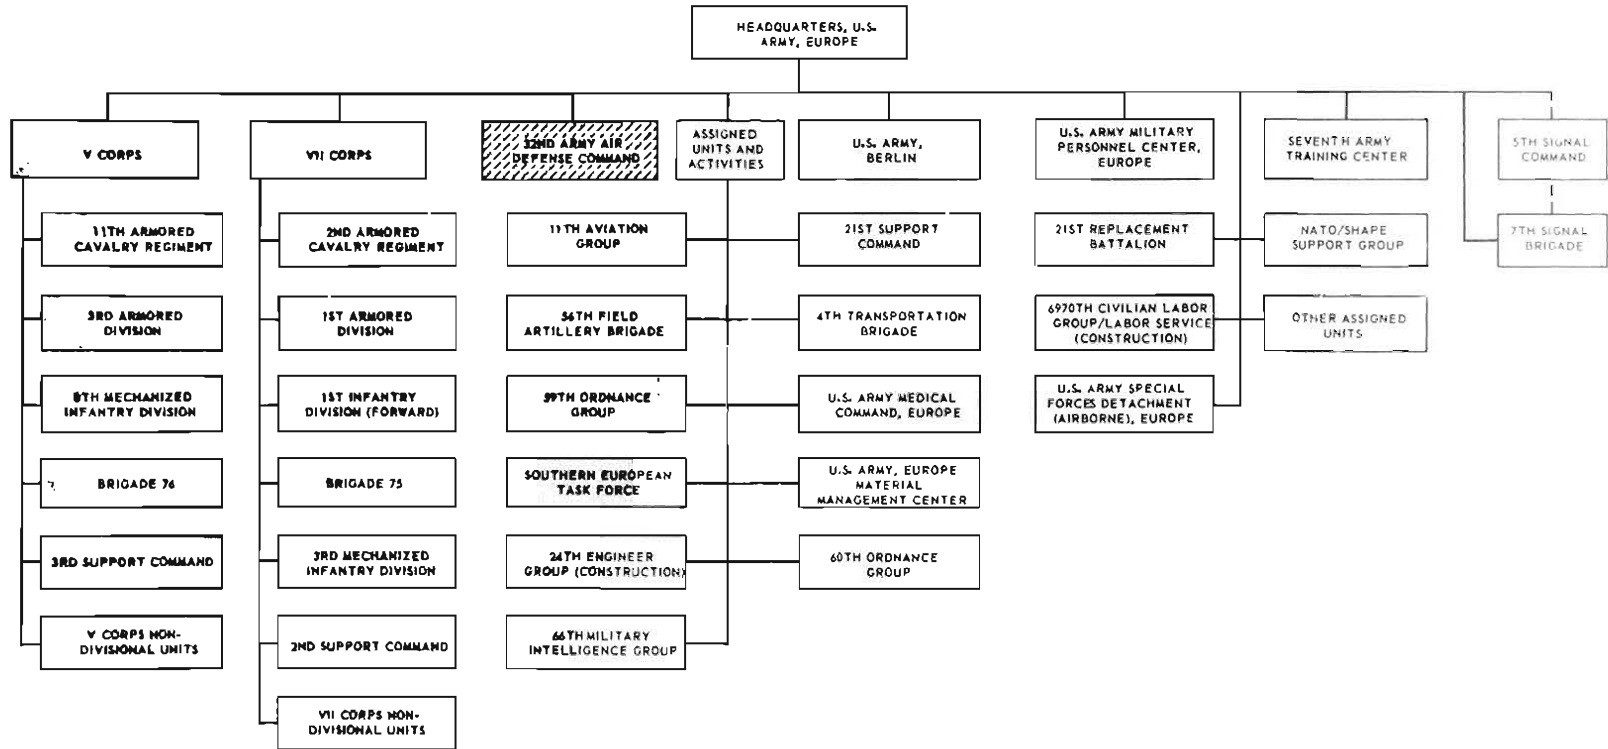 HEADQUARTERS, U.S.
ARMY, EUROPE
V CORPS
VII CORPS
32ND ARMY AIR
DEFENSE COMMAND
ASSIGNED
UNITS AND
ACTIVITIES
U.S. ARMY,
BERLIN
U.S. ARMY MILITARY
PERSONNEL CENTER,
EUROPE
SEVENTH ARMY
TRAINING CENTER
5TH SIGNAL
COMMAND
11TH ARMORED
CAVALRY REGIMENT
2ND ARMORED
CAVALRY REGIMENT
11TH AVIATION
GROUP
21ST SUPPORT
COMMAND
21ST REPLACEMENT
BATTALION
NATO/SHAPE
SUPPORT GROUP
7TH SIGNAL
BRIGADE
3RD ARMORED
DIVISION
1ST ARMORED
DIVISION
56TH FIELD
ARTILLERY BRIGADE
4TH TRANSPORTATION
BRIGADE
6970TH CIVILIAN LABOR
GROUP/LABOR SERVICE
(CONSTRUCTION)
OTHER ASSIGNED
UNITS
8TH MECHANIZED
INFANTRY DIVISION
1ST INFANTRY
DIVISION (FORWARD)
59TH ORDNANCE
GROUP
U.S. ARMY MEDICAL
COMMAND, EUROPE
U.S. ARMY SPECIAL
FORCES DETACHMENT
(AIRBORNE), EUROPE
BRIGADE 76
BRIGADE 75
SOUTHERN EUROPEAN
TASK FORCE
U.S. ARMY, EUROPE
MATERIAL
MANAGEMENT CENTER
3RD SUPPORT COMMAND
3RD MECHANIZED
INFANTRY DIVISION
24TH ENGINEER
GROUP (CONSTRUCTION)
60TH ORDNANCE
GROUP
V CORPS NON-
DIVISIONAL UNITS
2ND SUPPORT COMMAND
66TH MILITARY
INTELLIGENCE GROUP
VII CORPS NON-
DIVISIONAL UNITS